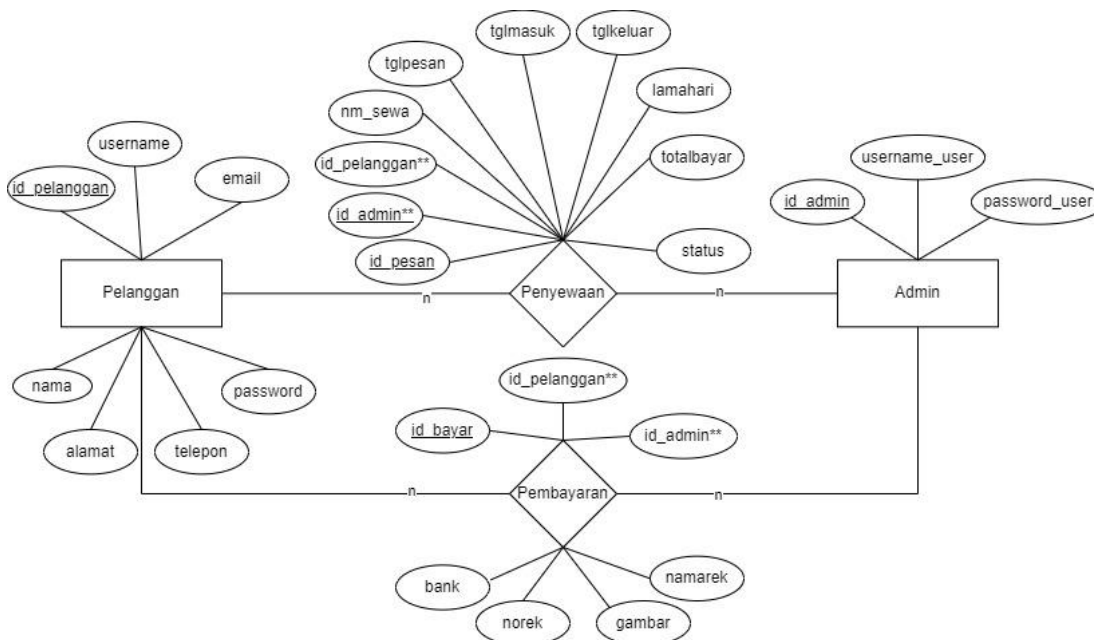 tglmasuk
tglkeluar
tglpesan
lamahari
nm_sewa
username
id_pelanggan**
totalbayar
username_user
email
id_pelanggan
id_admin
password_user
id_admin**
status
id_pesan
Pelanggan
n
Penyewaan
n
Admin
nama
password
id_pelanggan**
alamat
telepon
id_bayar
id_admin**
n
Pembayaran
n
bank
namarek
norek
gambar